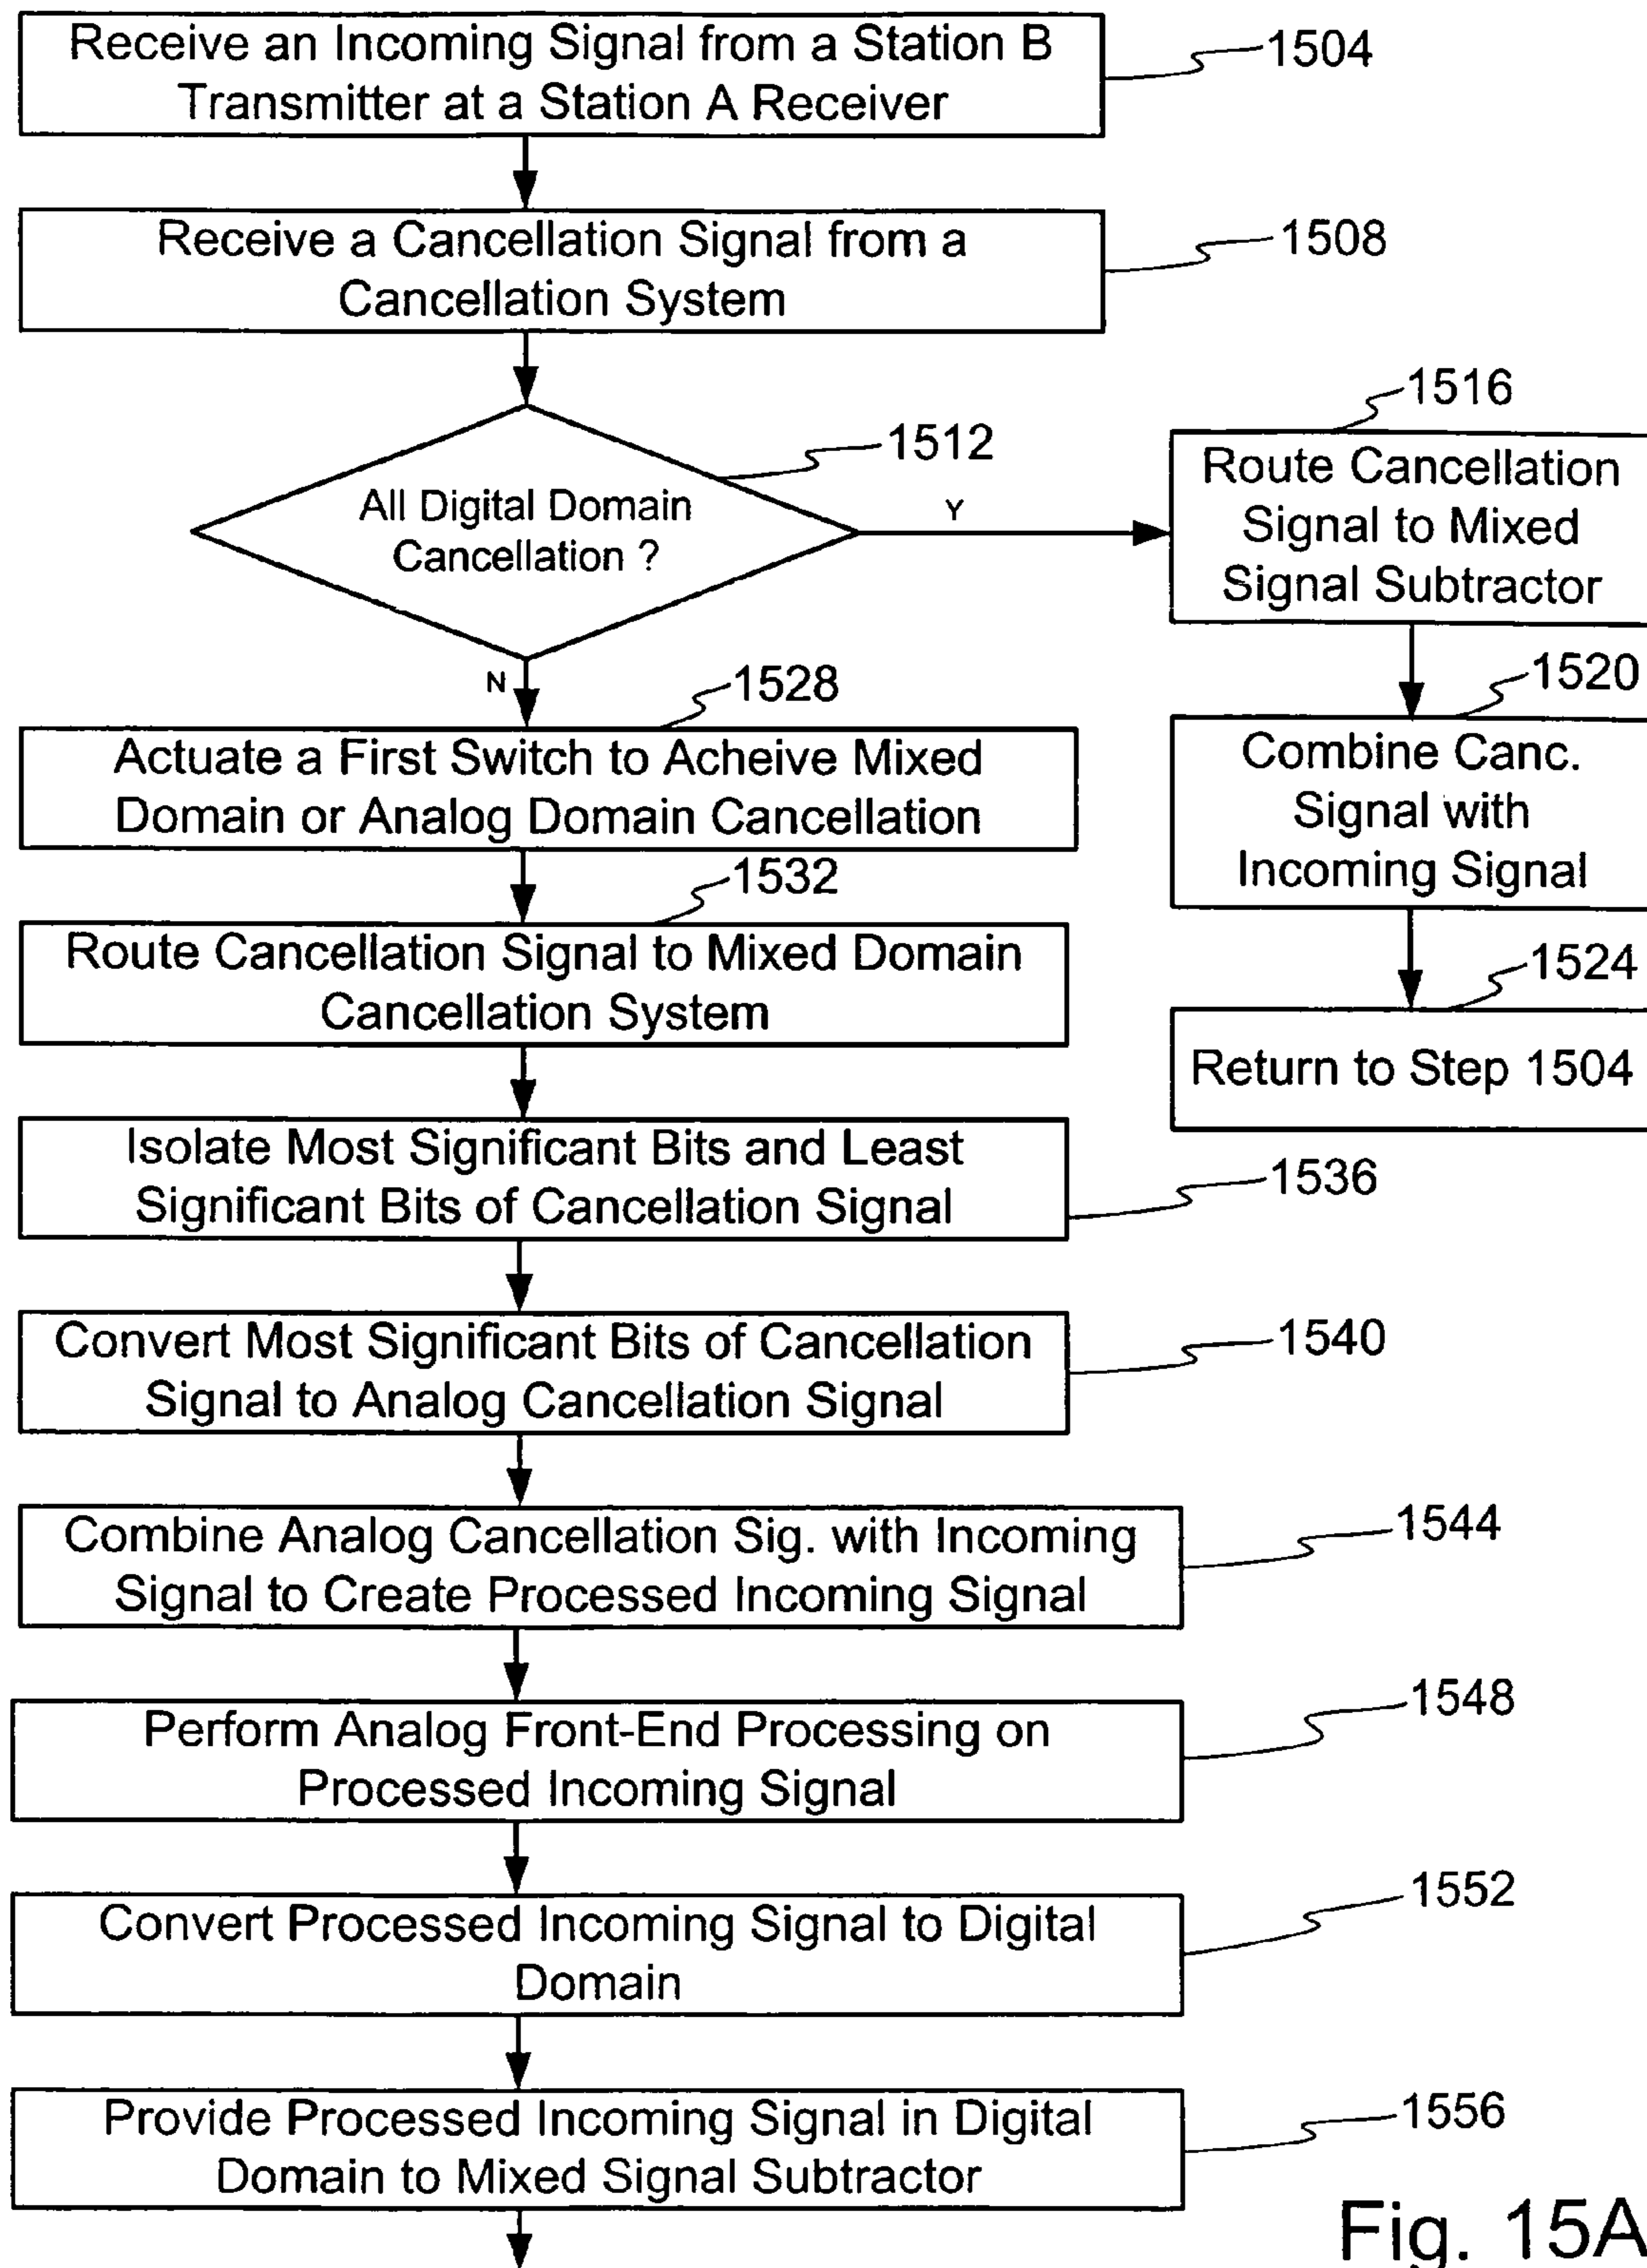 Receive an Incoming Signal from a Station B
Transmitter at a Station A Receiver
1504
Receive a Cancellation Signal from a
Cancellation System
1508
All Digital Domain
Cancellation ?
1512
Y
N
1516
Route Cancellation
Signal to Mixed
Signal Subtractor
1520
Combine Canc.
Signal with
Incoming Signal
1524
Return to Step 1504
1528
Actuate a First Switch to Acheive Mixed
Domain or Analog Domain Cancellation
1532
Route Cancellation Signal to Mixed Domain
Cancellation System
Isolate Most Significant Bits and Least
Significant Bits of Cancellation Signal
1536
Convert Most Significant Bits of Cancellation
Signal to Analog Cancellation Signal
1540
Combine Analog Cancellation Sig. with Incoming
Signal to Create Processed Incoming Signal
1544
Perform Analog Front-End Processing on
Processed Incoming Signal
1548
Convert Processed Incoming Signal to Digital
Domain
1552
Provide Processed Incoming Signal in Digital
Domain to Mixed Signal Subtractor
1556
Fig. 15A